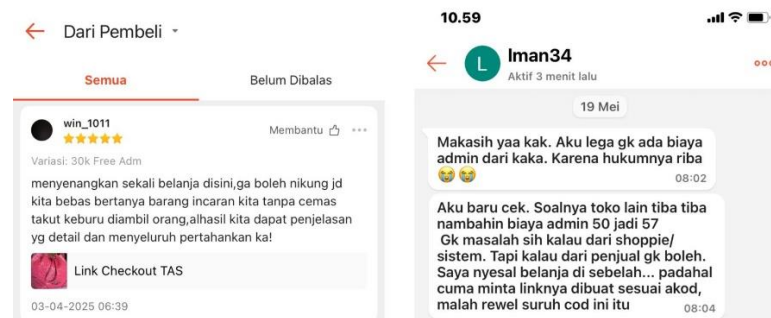 Dari Pembeli
Semua
Belum Dibalas
win_1011
Membantu
Variasi: 30k Free Adm
menyenangkan sekali belanja disini,ga boleh nikung jd
kita bebas bertanya barang incaran kita tanpa cemas
takut keburu diambil orang,alhasil kita dapat penjelasan
yg detail dan menyeluruh pertahankan ka!
Link Checkout TAS
03-04-2025 06:39
10.59
L
Iman34
Aktif 3 menit lalu
19 Mei
Makasih yaa kak. Aku lega gk ada biaya
admin dari kaka. Karena hukumnya riba
😭😭
08:02
Aku baru cek. Soalnya toko lain tiba tiba
nambahin biaya admin 50 jadi 57
Gk masalah sih kalau dari shoppie/
sistem. Tapi kalau dari penjual gk boleh.
Saya nyesal belanja di sebelah... padahal
cuma minta linknya dibuat sesuai akod,
malah rewel suruh cod ini itu
08:04